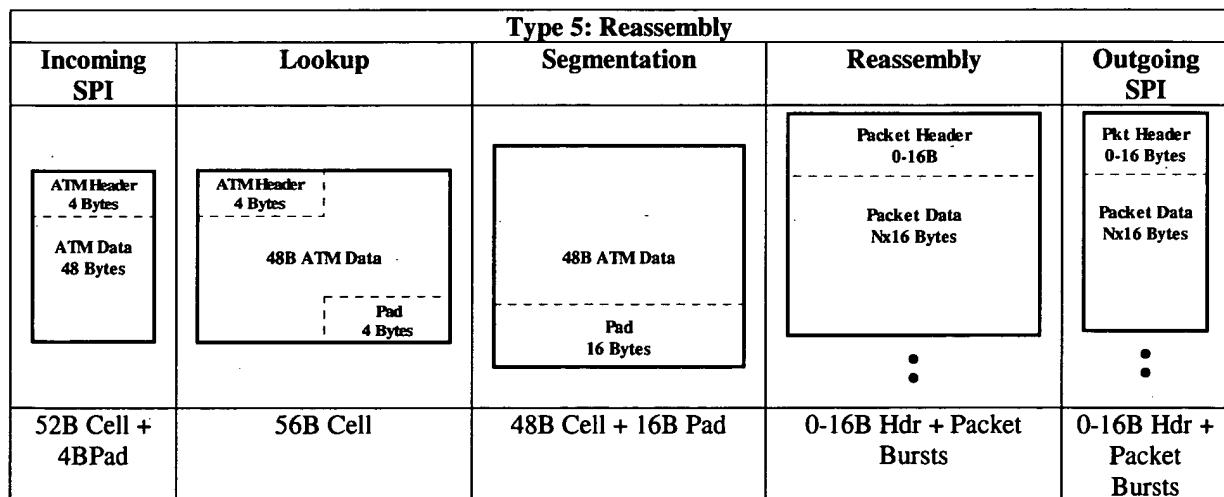 Type 5: Reassembly
Incoming
SPI
Lookup
Segmentation
Reassembly
Outgoing
SPI
ATM Header
4 Bytes
ATM Data
48 Bytes
ATM Header
4 Bytes
48B ATM Data
Pad
4 Bytes
48B ATM Data
Pad
16 Bytes
Packet Header
0-16B
Packet Data
Nx16 Bytes
Pkt Header
0-16 Bytes
Packet Data
Nx16 Bytes
52B Cell +
4BPad
56B Cell
48B Cell + 16B Pad
0-16B Hdr + Packet
Bursts
0-16B Hdr +
Packet
Bursts